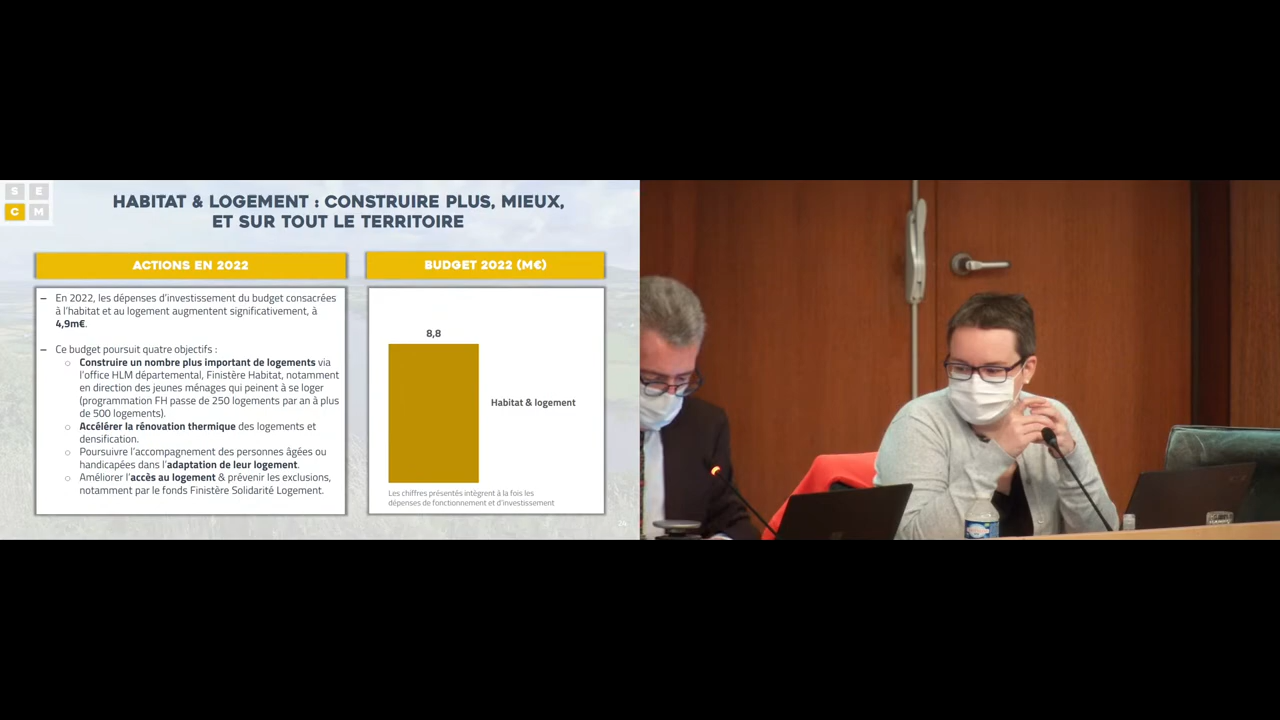 S E
C M
HABITAT & LOGEMENT : CONSTRUIRE PLUS, MIEUX,
ET SUR TOUT LE TERRITOIRE
ACTIONS EN 2022
– En 2022, les dépenses d'investissement du budget consacrées
à l'habitat et au logement augmentent significativement, à
4,9m€.
– Ce budget poursuit quatre objectifs :
○ Construire un nombre plus important de logements via
l'office HLM départemental, Finistère Habitat, notamment
en direction des jeunes ménages qui peinent à se loger
(programmation FH passe de 250 logements par an à plus
de 500 logements).
○ Accélérer la rénovation thermique des logements et
densification.
○ Poursuivre l'accompagnement des personnes âgées ou
handicapées dans l'adaptation de leur logement.
○ Améliorer l'accès au logement & prévenir les exclusions,
notamment par le fonds Finistère Solidarité Logement.
BUDGET 2022 (M€)
8,8
Habitat & logement
Les chiffres présentés intègrent à la fois les
dépenses de fonctionnement et d'investissement